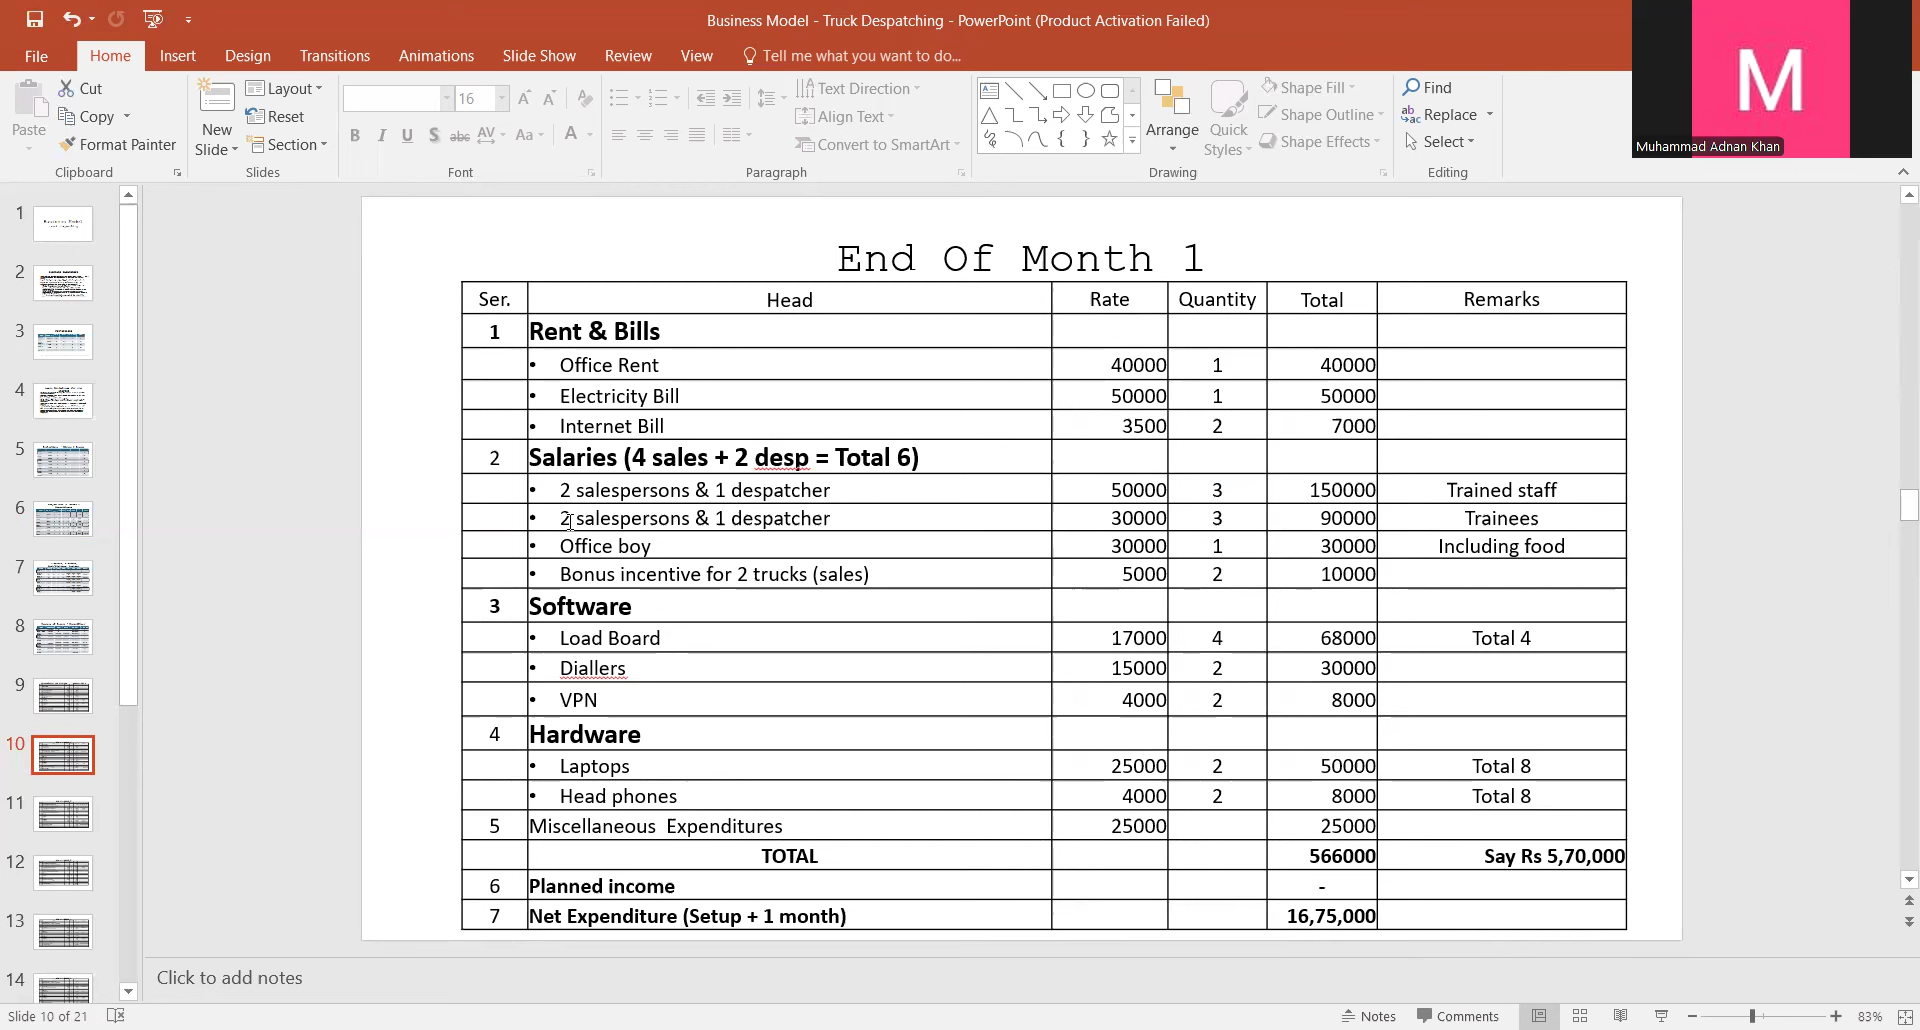 Business Model - Truck Despatching - PowerPoint (Product Activation Failed)
File Home Insert Design Transitions Animations Slide Show Review View Tell me what you want to do...
M
Muhammad Adnan Khan
Paste
Cut
Copy
Format Painter
Clipboard
New Slide
Layout
Reset
Section
Slides
16
B I U S abc AV Aa A
Font
Text Direction
Align Text
Convert to SmartArt
Paragraph
Arrange
Quick Styles
Shape Fill
Shape Outline
Shape Effects
Drawing
Find
Replace
Select
Editing
1
2
3
4
5
6
7
8
9
10
11
12
13
14
End Of Month 1
Ser. Head Rate Quantity Total Remarks
1 Rent & Bills
• Office Rent 40000 1 40000
• Electricity Bill 50000 1 50000
• Internet Bill 3500 2 7000
2 Salaries (4 sales + 2 desp = Total 6)
• 2 salespersons & 1 despatcher 50000 3 150000 Trained staff
• 2 salespersons & 1 despatcher 30000 3 90000 Trainees
• Office boy 30000 1 30000 Including food
• Bonus incentive for 2 trucks (sales) 5000 2 10000
3 Software
• Load Board 17000 4 68000 Total 4
• Diallers 15000 2 30000
• VPN 4000 2 8000
4 Hardware
• Laptops 25000 2 50000 Total 8
• Head phones 4000 2 8000 Total 8
5 Miscellaneous Expenditures 25000 25000
TOTAL 566000 Say Rs 5,70,000
6 Planned income -
7 Net Expenditure (Setup + 1 month) 16,75,000
Click to add notes
Slide 10 of 21 Notes Comments 83%